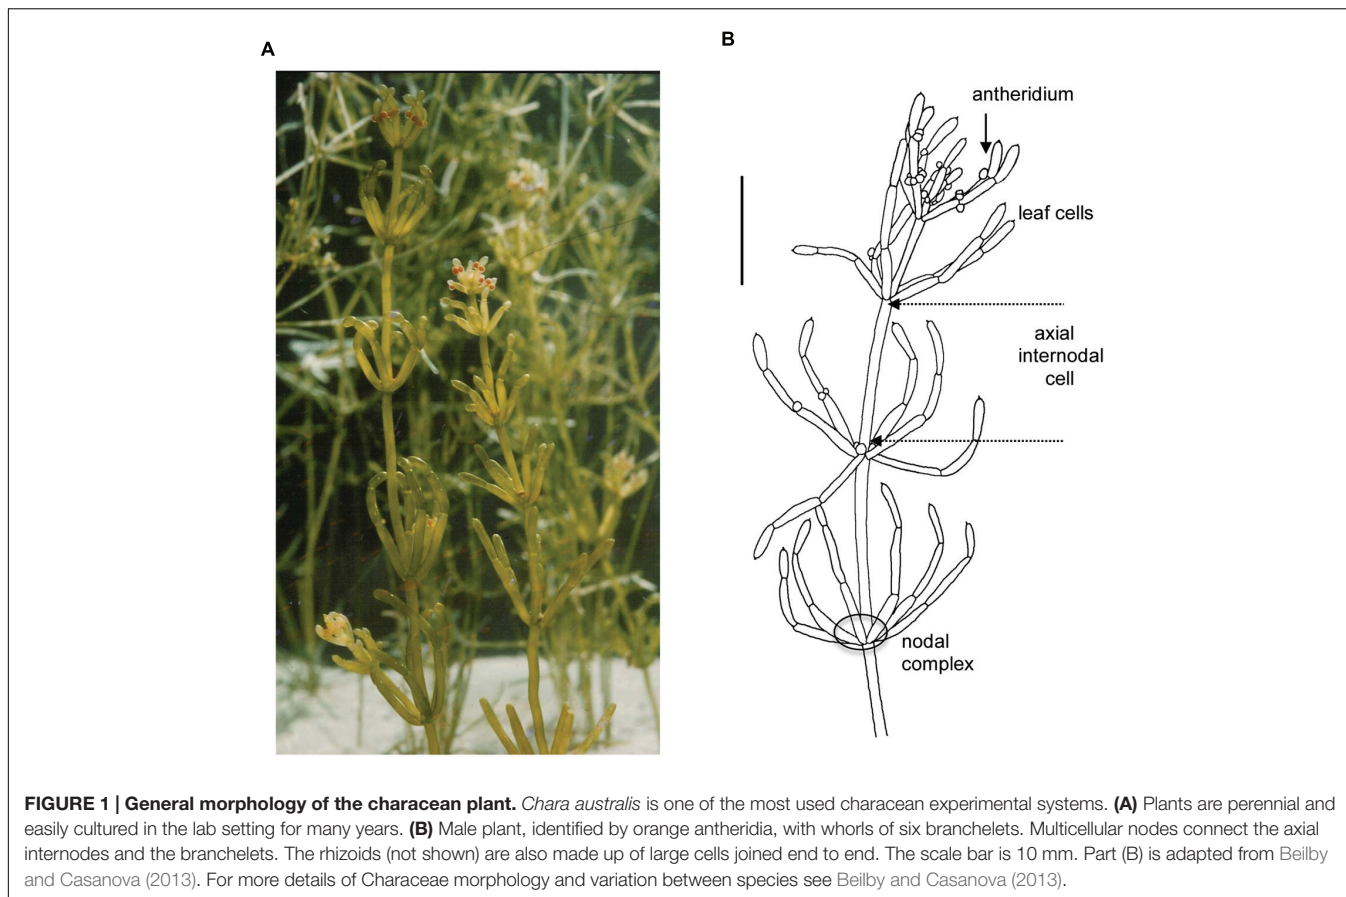 A
B
antheridium
leaf cells
axial
internodal
cell
nodal
complex
FIGURE 1 | General morphology of the characean plant. Chara australis is one of the most used characean experimental systems. (A) Plants are perennial and
easily cultured in the lab setting for many years. (B) Male plant, identified by orange antheridia, with whorls of six branchelets. Multicellular nodes connect the axial
internodes and the branchelets. The rhizoids (not shown) are also made up of large cells joined end to end. The scale bar is 10 mm. Part (B) is adapted from Beilby
and Casanova (2013). For more details of Characeae morphology and variation between species see Beilby and Casanova (2013).